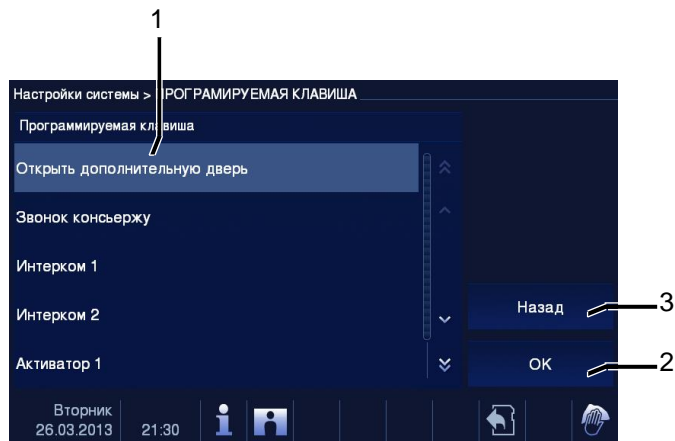 1
Настройки системы > ПРОГРАМИРУЕМАЯ КЛАВИША
Программируемая клавиша
Открыть дополнительную дверь
Звонок консьержу
Интерком 1
Интерком 2
Назад
3
Активатор 1
OK
2
Вторник
26.03.2013
21:30